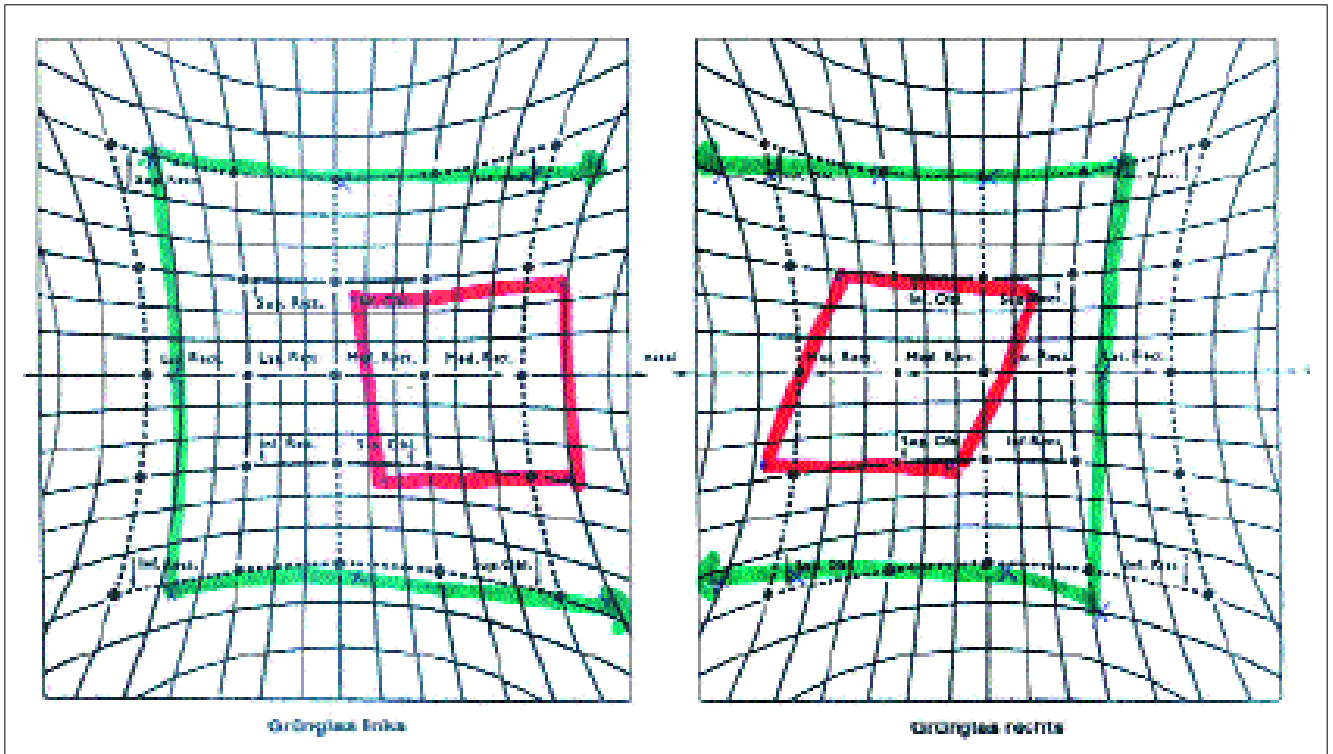 Sup. Rect.
Sup. Rect.
Lat. Rect. Lat. Rect. Med. Rect. Med. Rect.
Inf. Rect. Sup. Obl.
Inf. Rect. Sup. Obl.
Grünglas links
Inf. Obl. Sup. Rect.
Med. Rect. Med. Rect. Lat. Rect. Lat. Rect.
Sup. Obl. Inf. Rect.
Sup. Obl. Inf. Rect.
Grünglas rechts